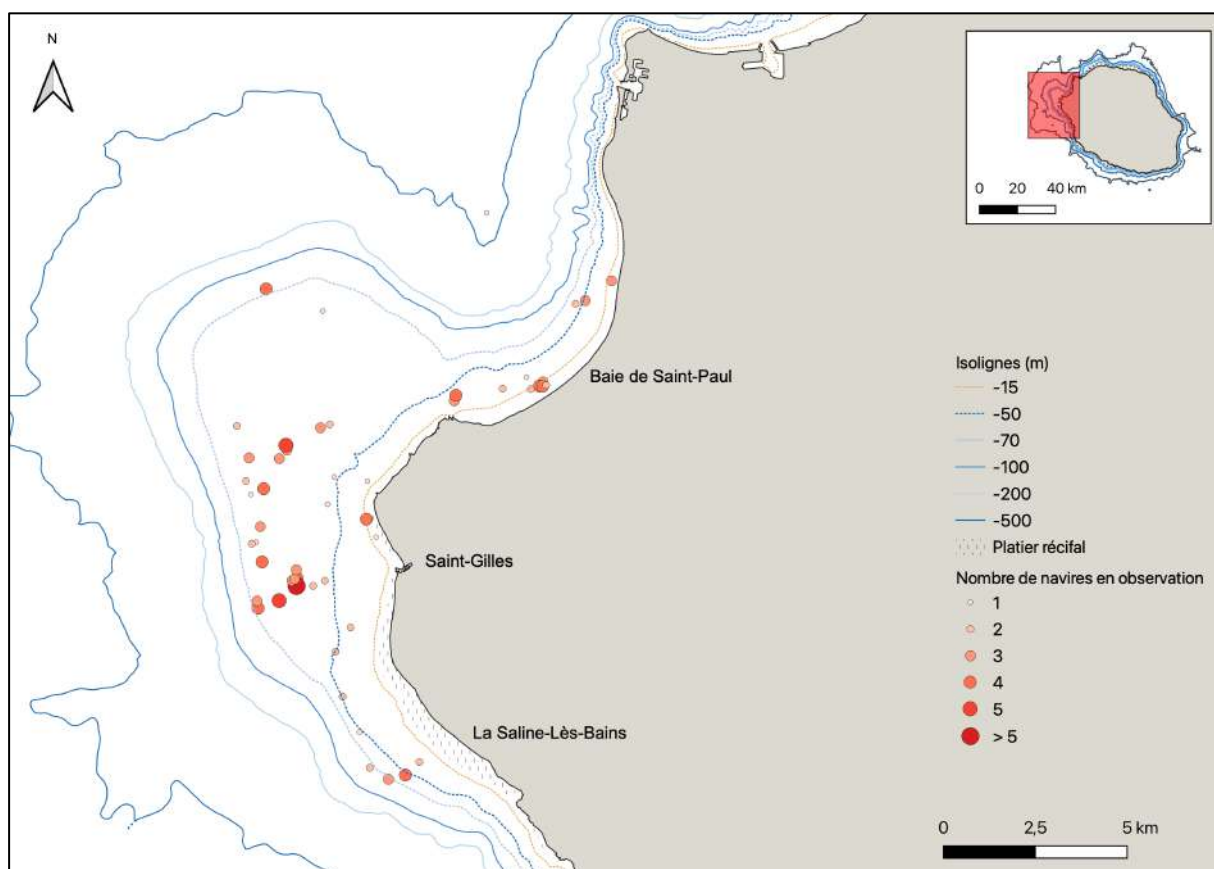 N
0 20 40 km
Baie de Saint-Paul
Saint-Gilles
La Saline-Lès-Bains
Isolignes (m)
-15
-50
-70
-100
-200
-500
Platier récifal
Nombre de navires en observation
1
2
3
4
5
> 5
0 2,5 5 km